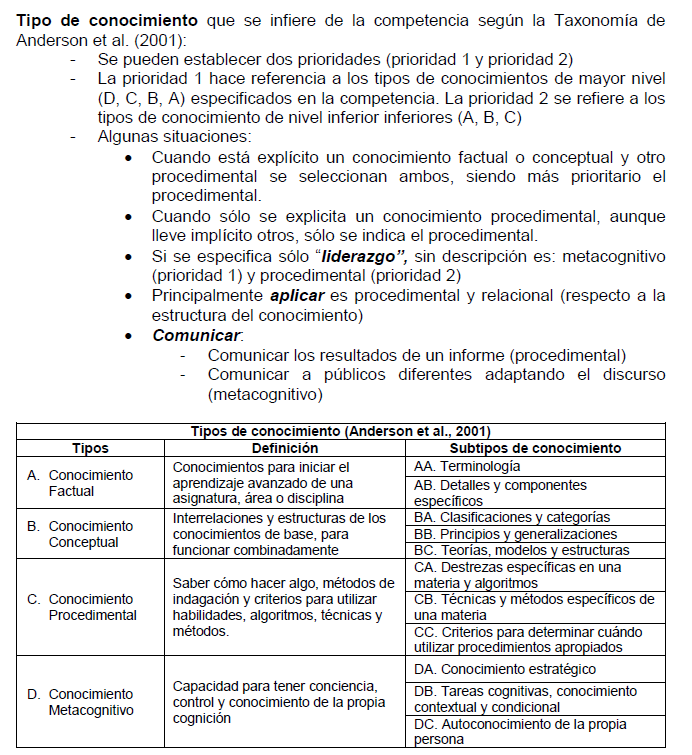 Tipo de conocimiento que se infiere de la competencia según la Taxonomía de
Anderson et al. (2001):
- Se pueden establecer dos prioridades (prioridad 1 y prioridad 2)
- La prioridad 1 hace referencia a los tipos de conocimientos de mayor nivel
(D, C, B, A) especificados en la competencia. La prioridad 2 se refiere a los
tipos de conocimiento de nivel inferior inferiores (A, B, C)
- Algunas situaciones:
• Cuando está explícito un conocimiento factual o conceptual y otro
procedimental se seleccionan ambos, siendo más prioritario el
procedimental.
• Cuando sólo se explicita un conocimiento procedimental, aunque
lleve implícito otros, sólo se indica el procedimental.
• Si se especifica sólo “liderazgo”, sin descripción es: metacognitivo
(prioridad 1) y procedimental (prioridad 2)
• Principalmente aplicar es procedimental y relacional (respecto a la
estructura del conocimiento)
• Comunicar:
- Comunicar los resultados de un informe (procedimental)
- Comunicar a públicos diferentes adaptando el discurso
(metacognitivo)
Tipos de conocimiento (Anderson et al., 2001)
Tipos
Definición
Subtipos de conocimiento
A. Conocimiento
Factual
Conocimientos para iniciar el
aprendizaje avanzado de una
asignatura, área o disciplina
AA. Terminología
AB. Detalles y componentes
específicos
B. Conocimiento
Conceptual
Interrelaciones y estructuras de los
conocimientos de base, para
funcionar combinadamente
BA. Clasificaciones y categorías
BB. Principios y generalizaciones
BC. Teorías, modelos y estructuras
C. Conocimiento
Procedimental
Saber cómo hacer algo, métodos de
indagación y criterios para utilizar
habilidades, algoritmos, técnicas y
métodos.
CA. Destrezas específicas en una
materia y algoritmos
CB. Técnicas y métodos específicos de
una materia
CC. Criterios para determinar cuándo
utilizar procedimientos apropiados
D. Conocimiento
Metacognitivo
Capacidad para tener conciencia,
control y conocimiento de la propia
cognición
DA. Conocimiento estratégico
DB. Tareas cognitivas, conocimiento
contextual y condicional
DC. Autoconocimiento de la propia
persona